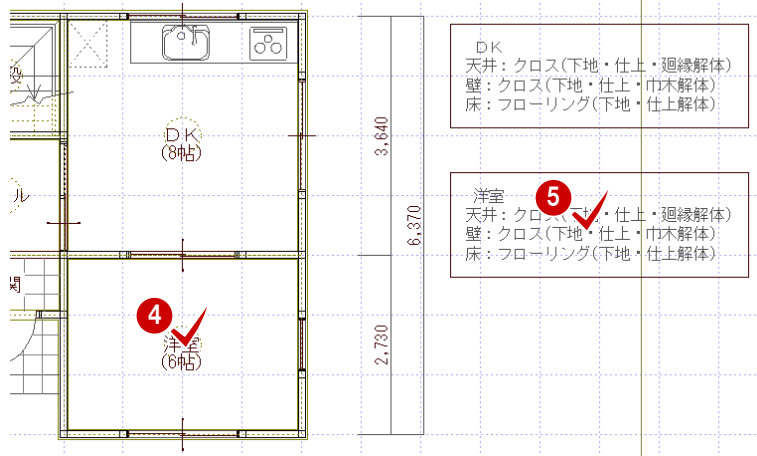 ＤＫ
天井：クロス(下地・仕上・廻縁解体)
壁：クロス(下地・仕上・巾木解体)
床：フローリング(下地・仕上解体)
段
ＤＫ
(8帖)
3,640
ル
洋室
天井：クロス(下地・仕上・廻縁解体)
壁：クロス(下地・仕上・巾木解体)
床：フローリング(下地・仕上解体)
5
6,370
関
4
洋室
(6帖)
2,730